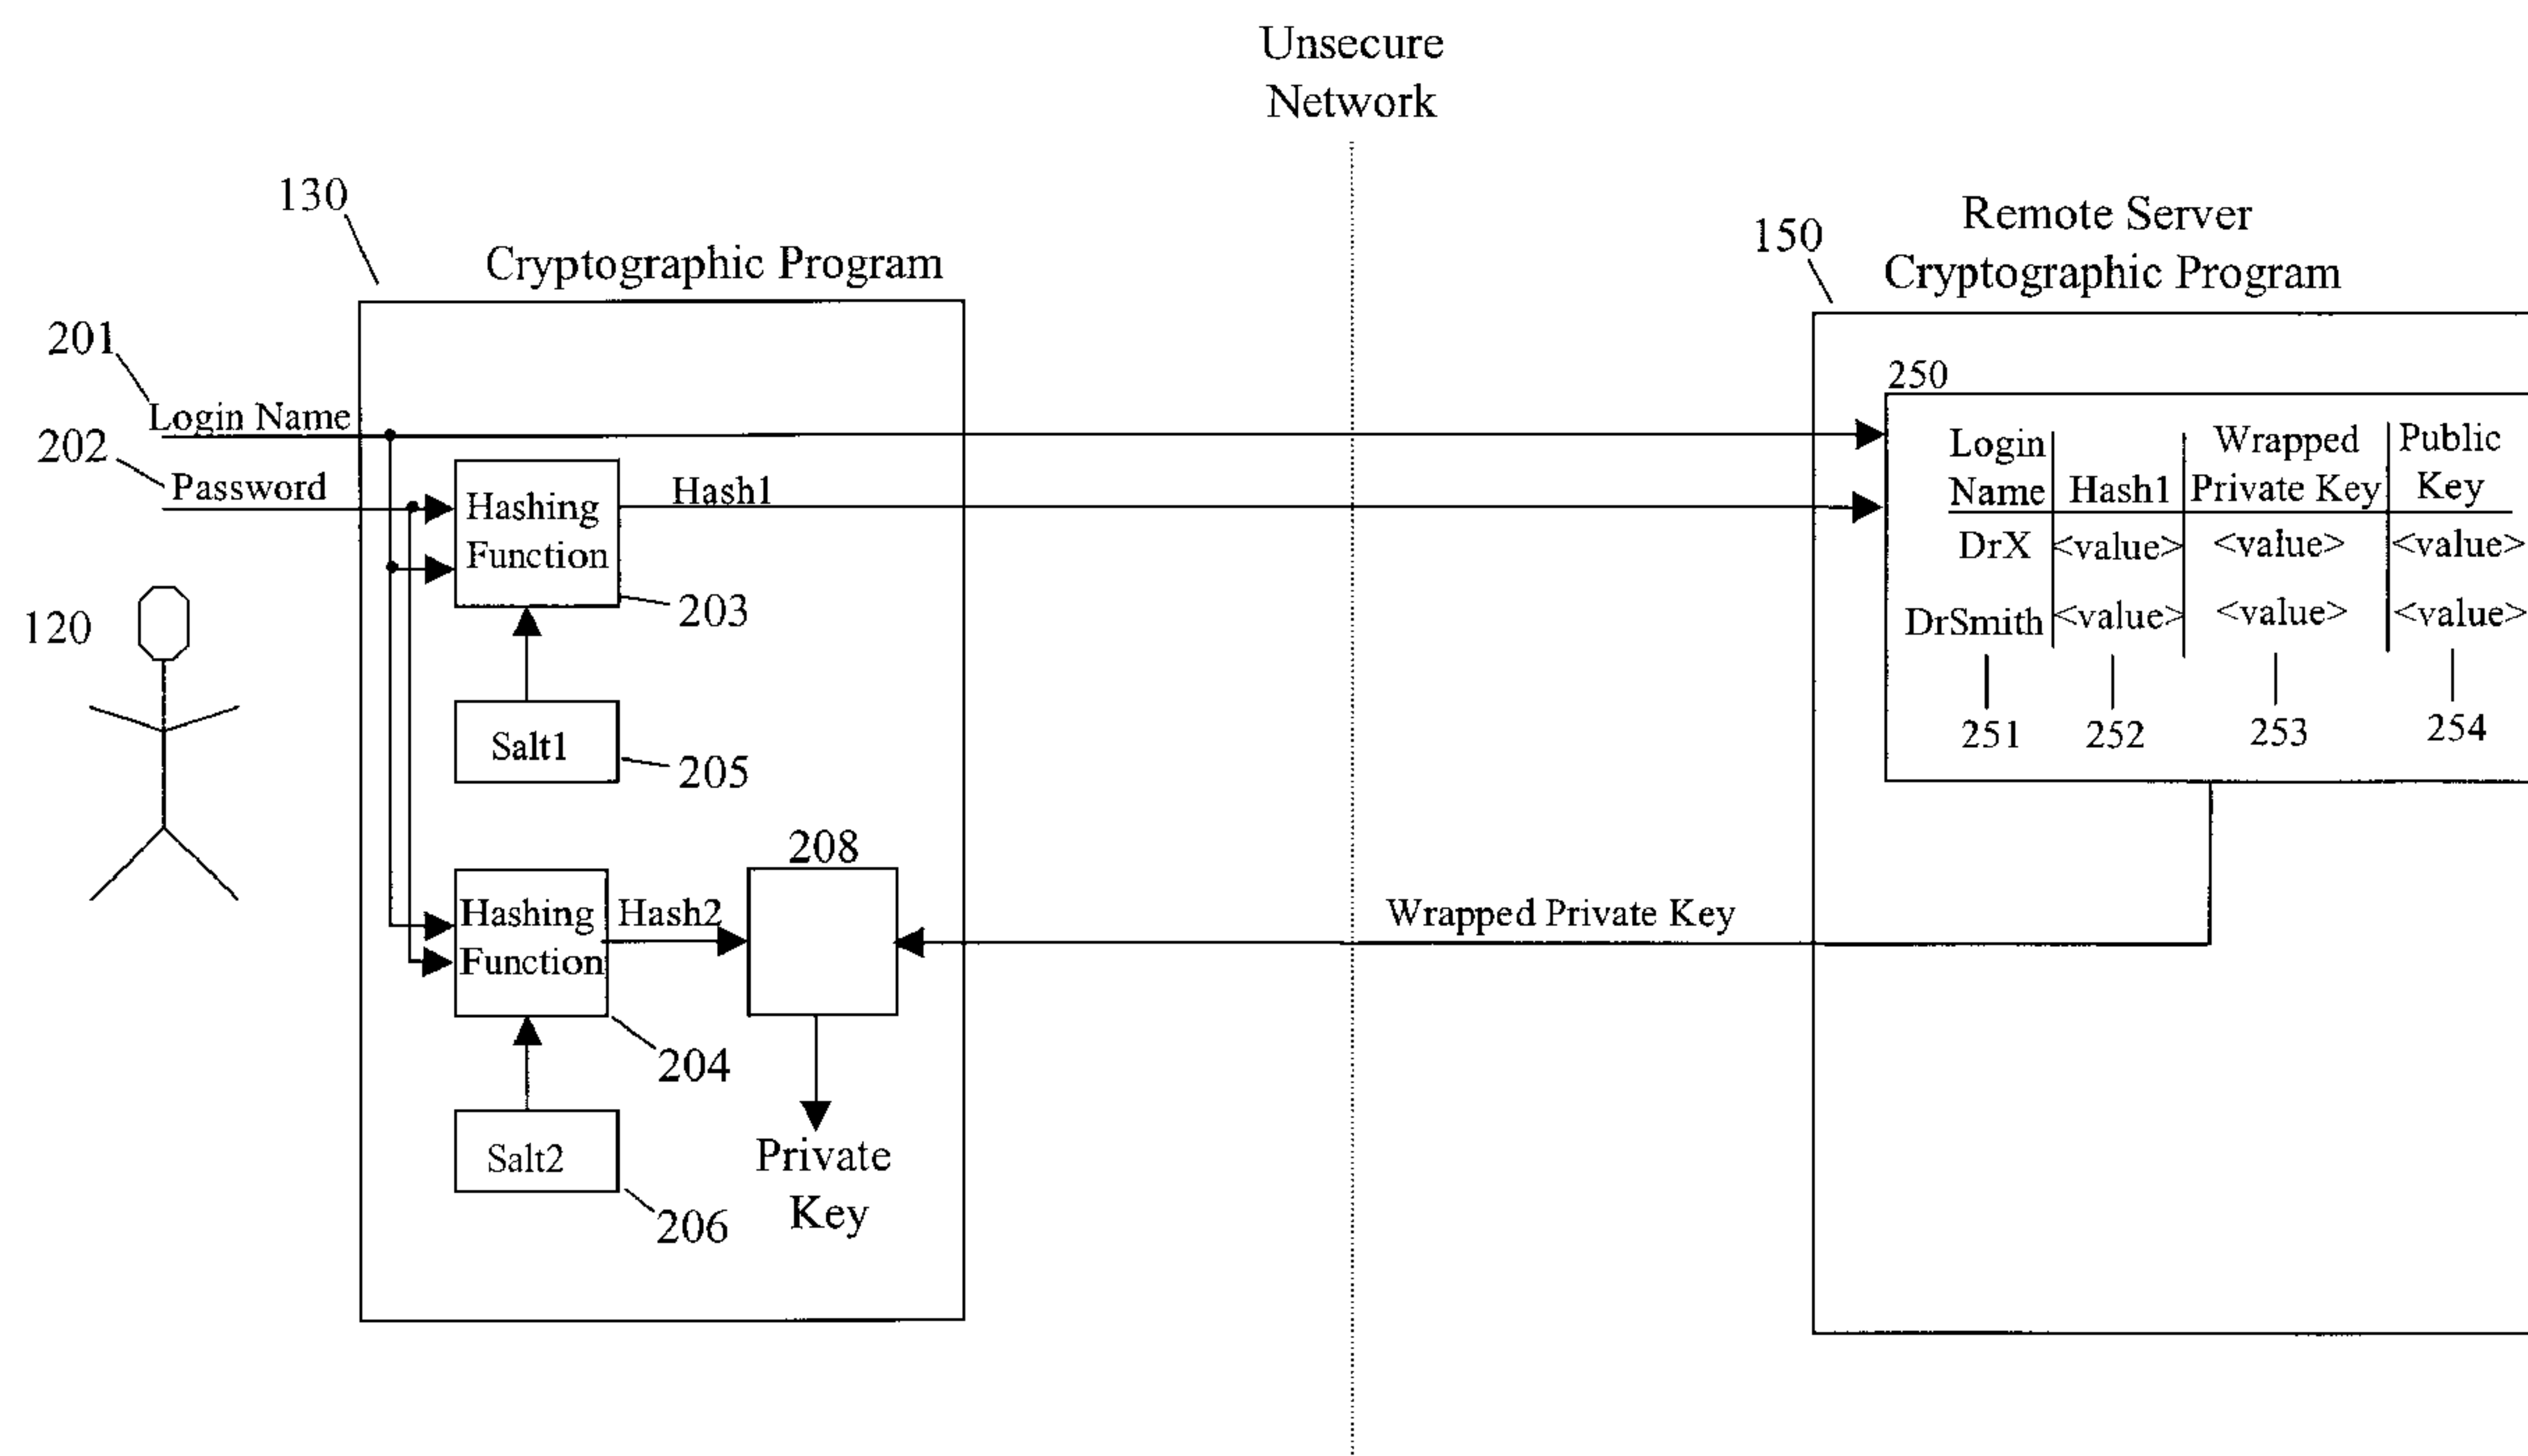 Unsecure
Network
130
Cryptographic Program
150
Remote Server
Cryptographic Program
201
Login Name
202
Password
Hashing
Function
203
Hash1
Salt1
205
120
208
Hashing
Function
Hash2
204
Salt2
206
Private
Key
Wrapped Private Key
250
Login
Name
Hash1
Wrapped
Private Key
Public
Key
DrX <value> <value> <value>
DrSmith <value> <value> <value>
251 252 253 254